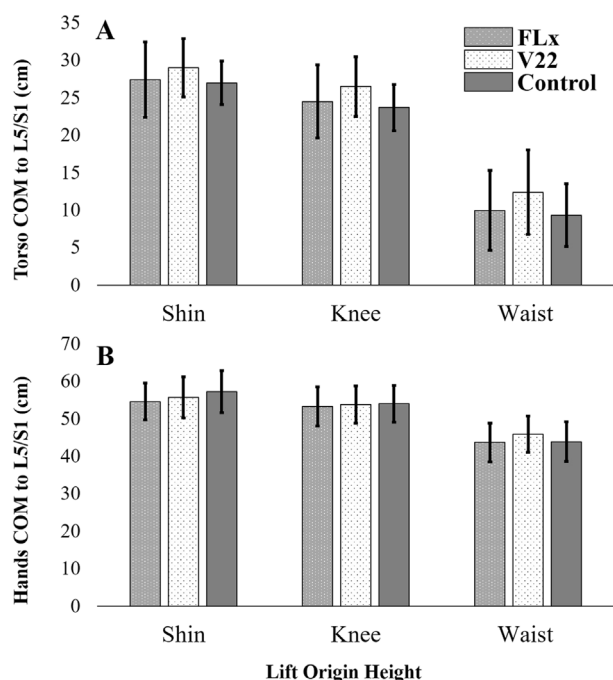 A
FLx
V22
Control
Torso COM to L5/S1 (cm)
35
30
25
20
15
10
5
0
Shin Knee Waist
B
Hands COM to L5/S1 (cm)
70
60
50
40
30
20
10
0
Shin Knee Waist
Lift Origin Height